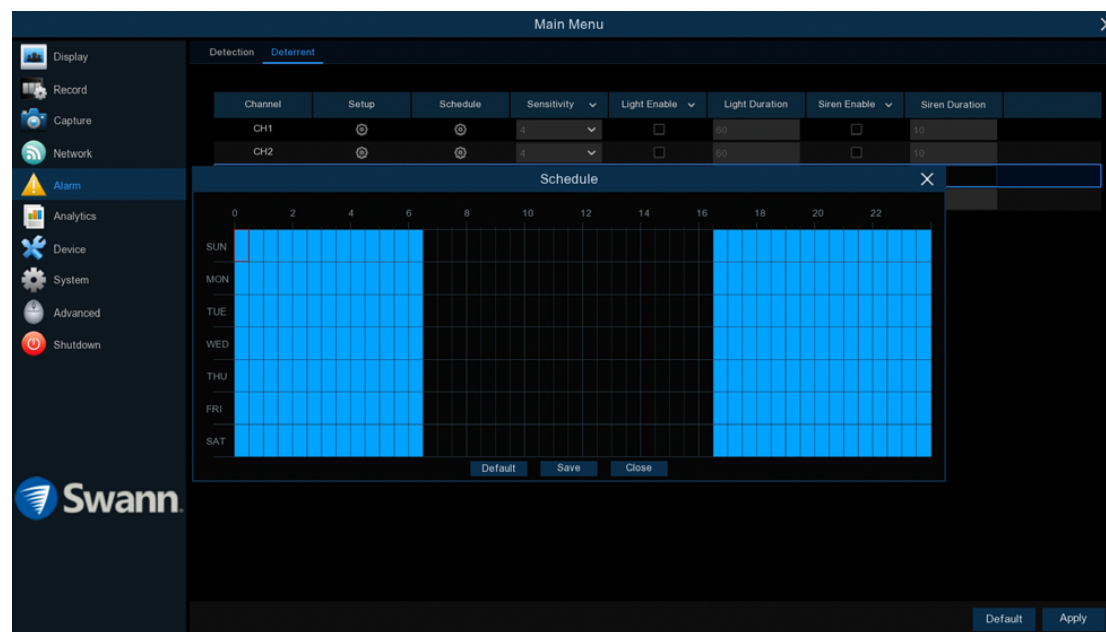 Main Menu
Display
Record
Capture
Network
Alarm
Analytics
Device
System
Advanced
Shutdown
Swann.
Detection Deterrent
Channel Setup Schedule Sensitivity Light Enable Light Duration Siren Enable Siren Duration
CH1 4 60 10
CH2 4 60 10
Schedule
0 2 4 6 8 10 12 14 16 18 20 22
SUN
MON
TUE
WED
THU
FRI
SAT
Default Save Close
Default Apply